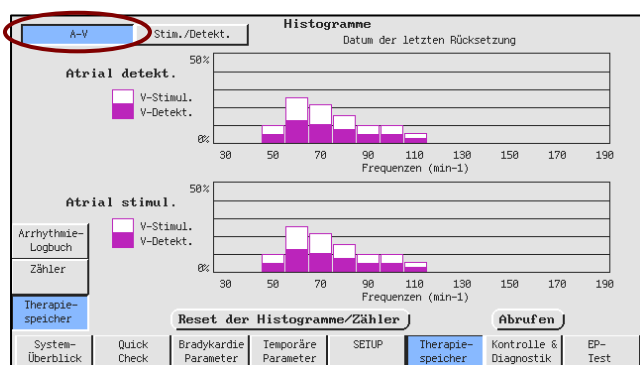 Histogramme
A-V
Stim./Detekt.
Datum der letzten Rücksetzung
Atrial detekt.
50%
V-Stimul.
V-Detekt.
0%
30 50 70 90 110 130 150 170 190
Frequenzen (min-1)
Atrial stimul.
50%
V-Stimul.
V-Detekt.
0%
30 50 70 90 110 130 150 170 190
Frequenzen (min-1)
Arrhythmie-
Logbuch
Zähler
Therapie-
speicher
Reset der Histogramme/Zähler
Abrufen
System-
Überblick
Quick
Check
Bradykardie
Parameter
Temporäre
Parameter
SETUP
Therapie-
speicher
Kontrolle &
Diagnostik
EP-
Test